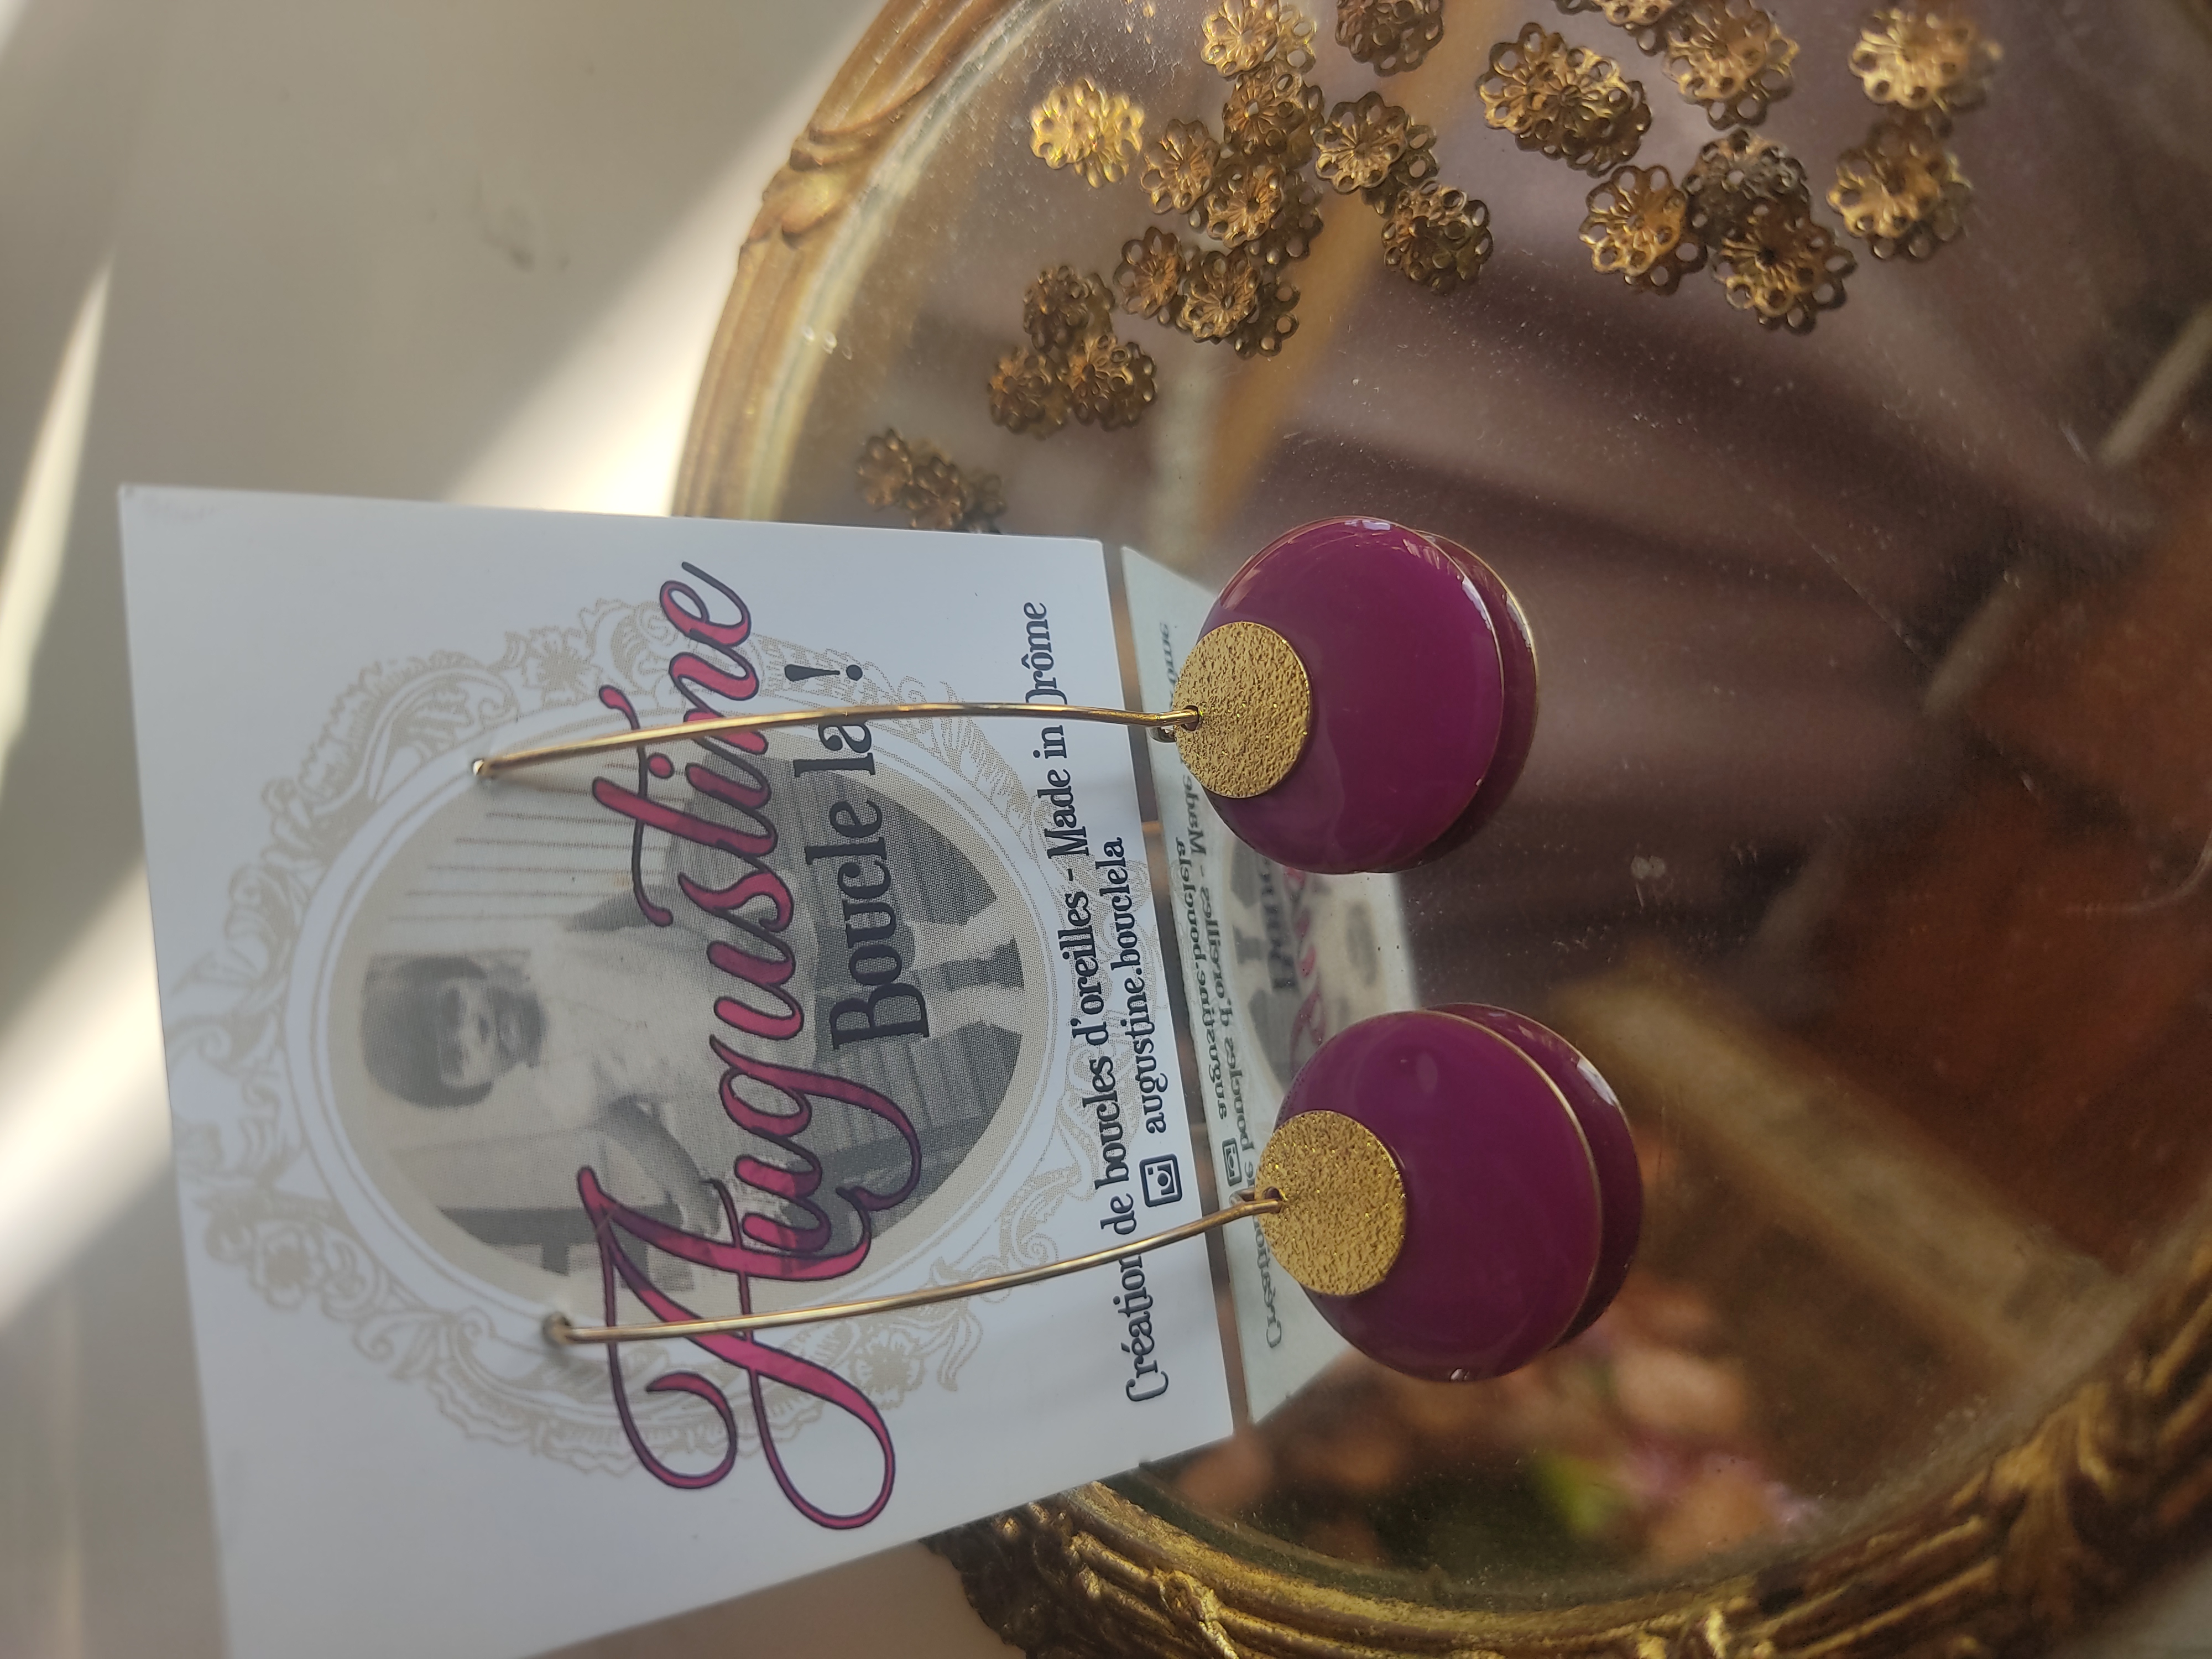 Augustine
Boucle la !
Création de boucles d'oreilles - Made in Drôme
augustine.bouclela